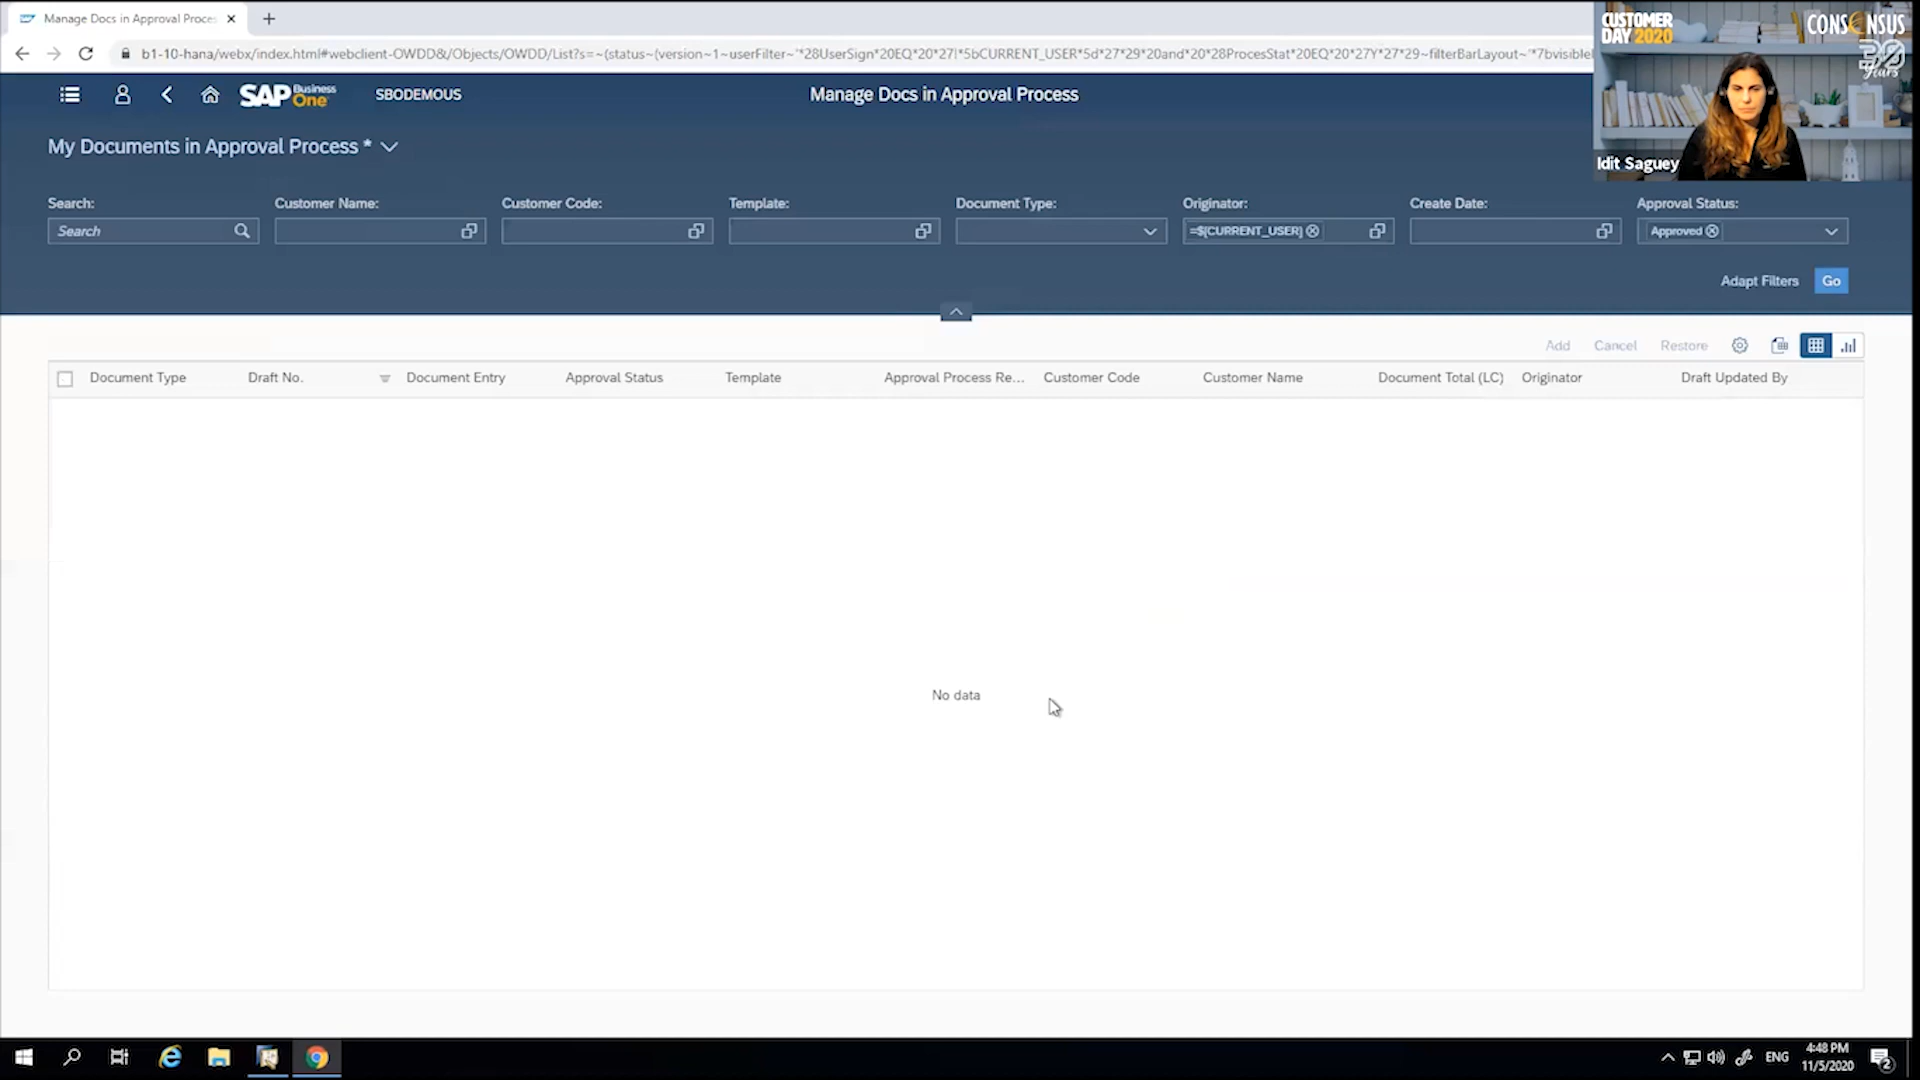 Manage Docs in Approval Proces
b1-10-hana/webx/index.html#webclient-OWDD&/Objects/OWDD/List?s=~(status~(version~1~userFilter~'*28UserSign*20EQ*20*27|*5bCURRENT_USER*5d*27*29*20and*20*28ProcesStat*20EQ*20*27Y*27*29~filterBarLayout~'*7bvisibleI
CUSTOMER DAY 2020
CONSENSUS
30 Years
SAP Business One
SBODEMOUS
Manage Docs in Approval Process
My Documents in Approval Process *
Idit Saguey
Search: Customer Name: Customer Code: Template: Document Type: Originator: Create Date: Approval Status:
Search =$[CURRENT_USER] Approved
Adapt Filters Go
Add Cancel Restore
Document Type Draft No. Document Entry Approval Status Template Approval Process Re... Customer Code Customer Name Document Total (LC) Originator Draft Updated By
No data
ENG
4:48 PM
11/5/2020
2